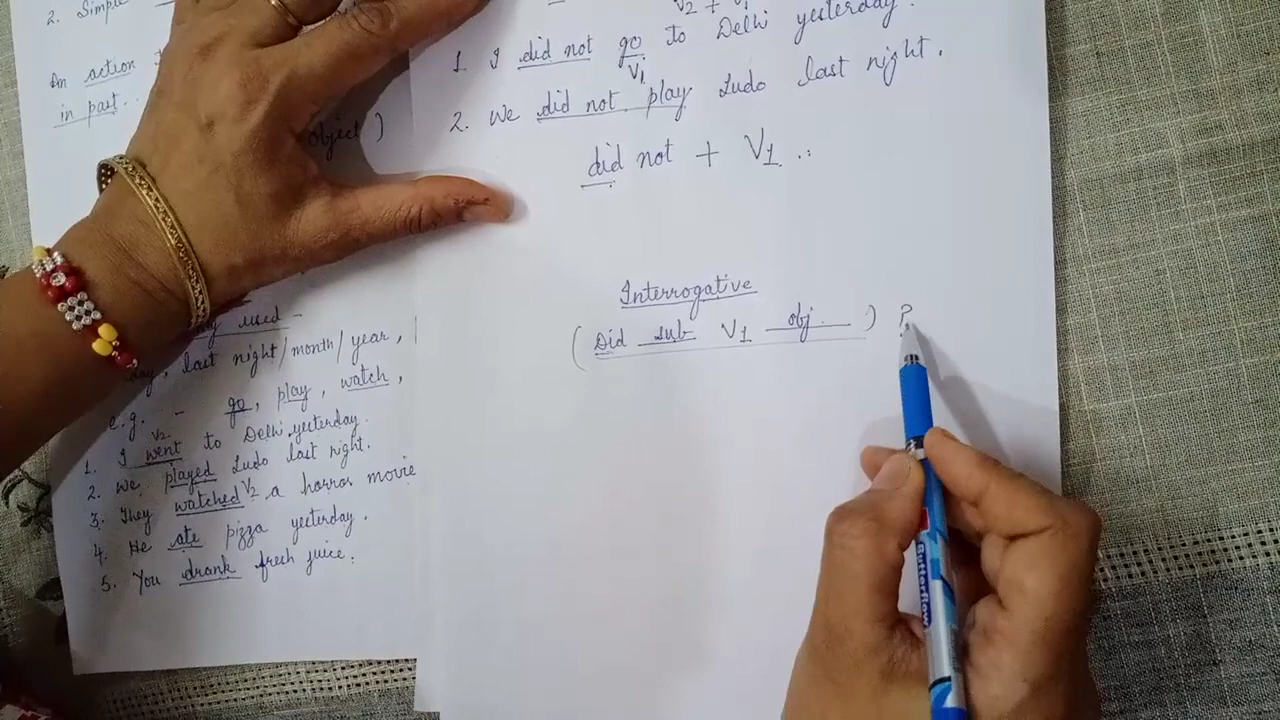 2. Simple
An action
in past..
object )
used -
day, last night/month/year,
e.g. - go, play, watch,
V2
1. I went to Delhi yesterday.
2. We played Ludo last night.
3. They watched V2 a horror movie
4. He ate pizza yesterday.
5. You drank fresh juice.
V2 + V1
1. I did not go to Delhi yesterday.
V1
2. We did not play Ludo last night.
did not + V1 ..
Interrogative
( Did sub V1 obj. ) ?
Butterflow